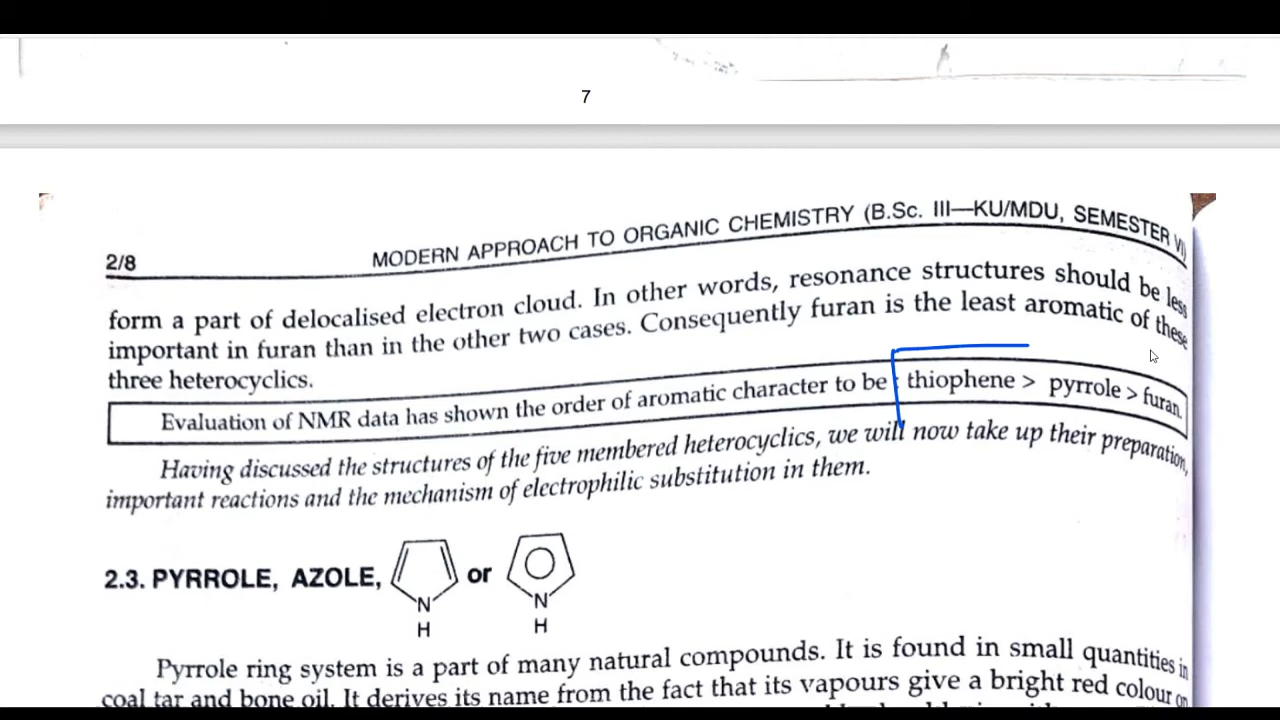 7
2/8 MODERN APPROACH TO ORGANIC CHEMISTRY (B.Sc. III—KU/MDU, SEMESTER VI)
form a part of delocalised electron cloud. In other words, resonance structures should be less
important in furan than in the other two cases. Consequently furan is the least aromatic of these
three heterocyclics.
Evaluation of NMR data has shown the order of aromatic character to be : thiophene > pyrrole > furan.
Having discussed the structures of the five membered heterocyclics, we will now take up their preparation,
important reactions and the mechanism of electrophilic substitution in them.
2.3. PYRROLE, AZOLE, N H or N H
Pyrrole ring system is a part of many natural compounds. It is found in small quantities in
coal tar and bone oil. It derives its name from the fact that its vapours give a bright red colour on